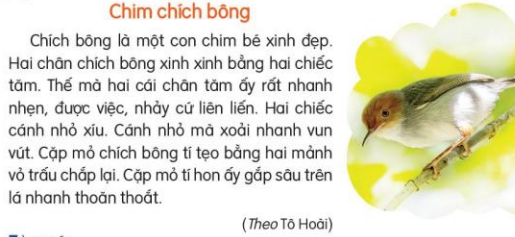 Chim chích bông
Chích bông là một con chim bé xinh đẹp.
Hai chân chích bông xinh xinh bằng hai chiếc
tăm. Thế mà hai cái chân tăm ấy rất nhanh
nhẹn, được việc, nhảy cứ liên liến. Hai chiếc
cánh nhỏ xíu. Cánh nhỏ mà xoải nhanh vun
vút. Cặp mỏ chích bông tí tẹo bằng hai mảnh
vỏ trấu chắp lại. Cặp mỏ tí hon ấy gắp sâu trên
lá nhanh thoăn thoắt.
(Theo Tô Hoài)